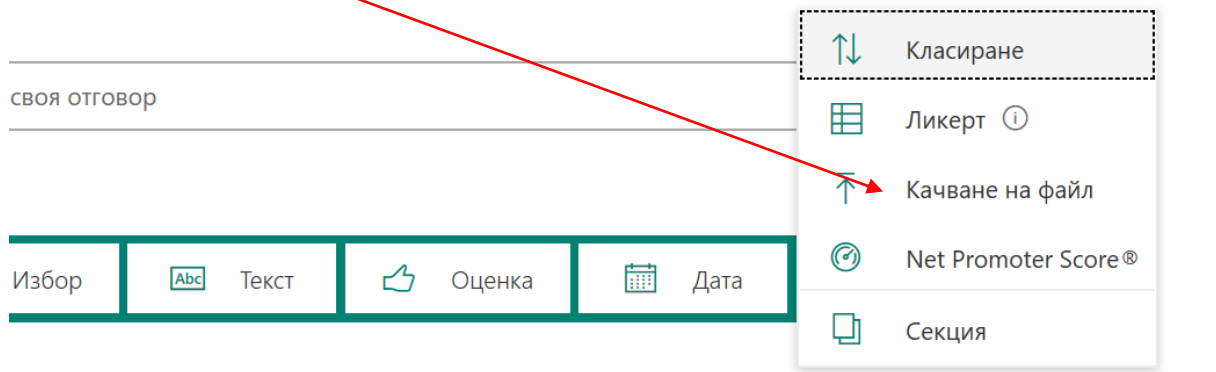 Класиране
своя отговор
Ликерт
Качване на файл
Net Promoter Score®
Избор
Abc Текст
Оценка
Дата
Секция